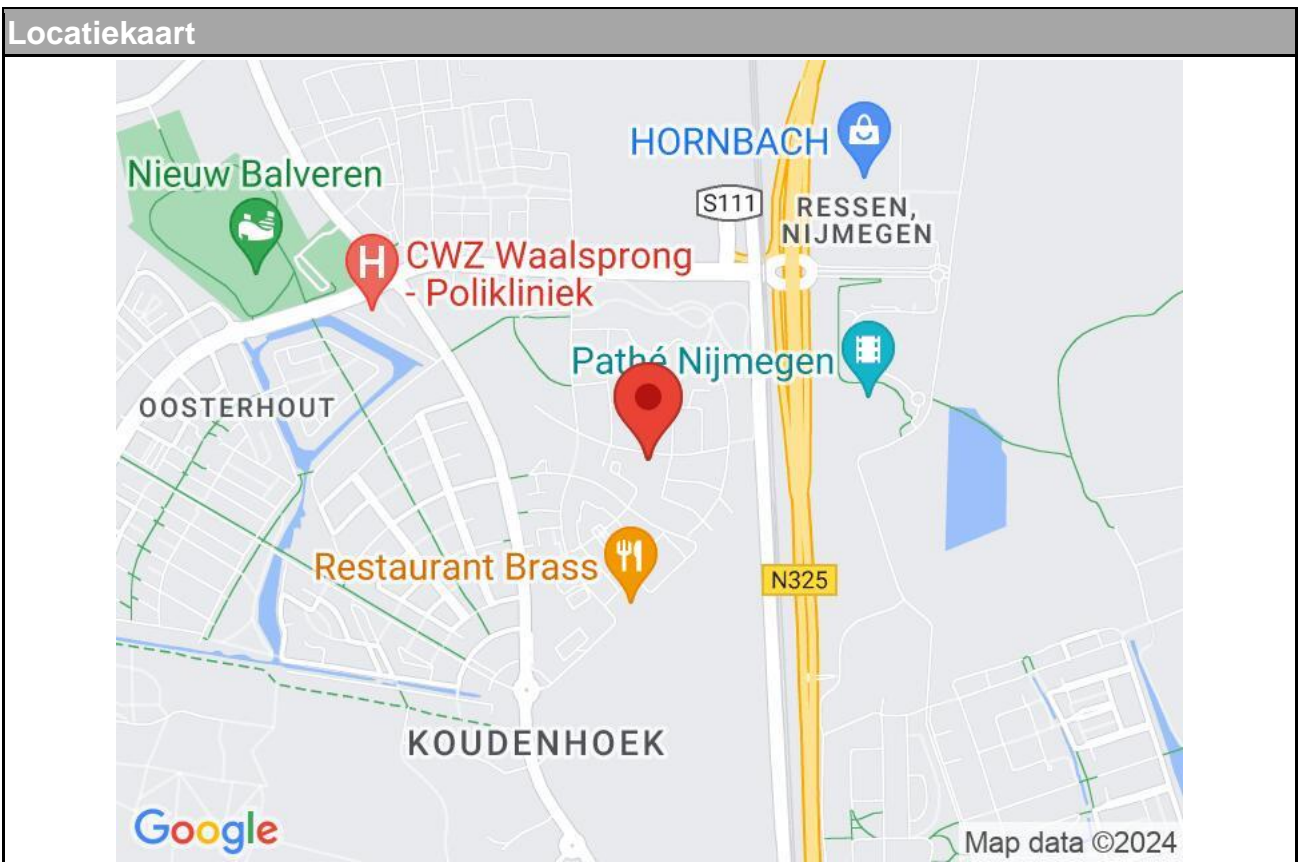 Locatiekaart
HORNBACH
Nieuw Balveren
S111
RESSEN,
NIJMEGEN
H
CWZ Waalsprong
- Polikliniek
Pathé Nijmegen
OOSTERHOUT
Restaurant Brass
N325
KOUDENHOEK
Google
Map data ©2024